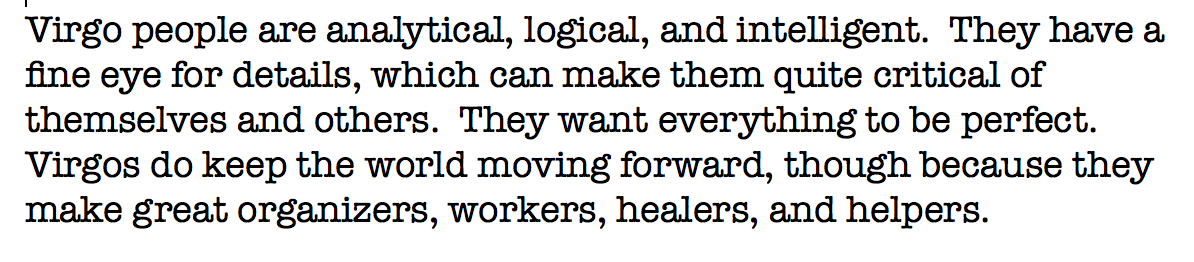 Virgo people are analytical, logical, and intelligent.  They have a
fine eye for details, which can make them quite critical of
themselves and others.  They want everything to be perfect.
Virgos do keep the world moving forward, though because they
make great organizers, workers, healers, and helpers.